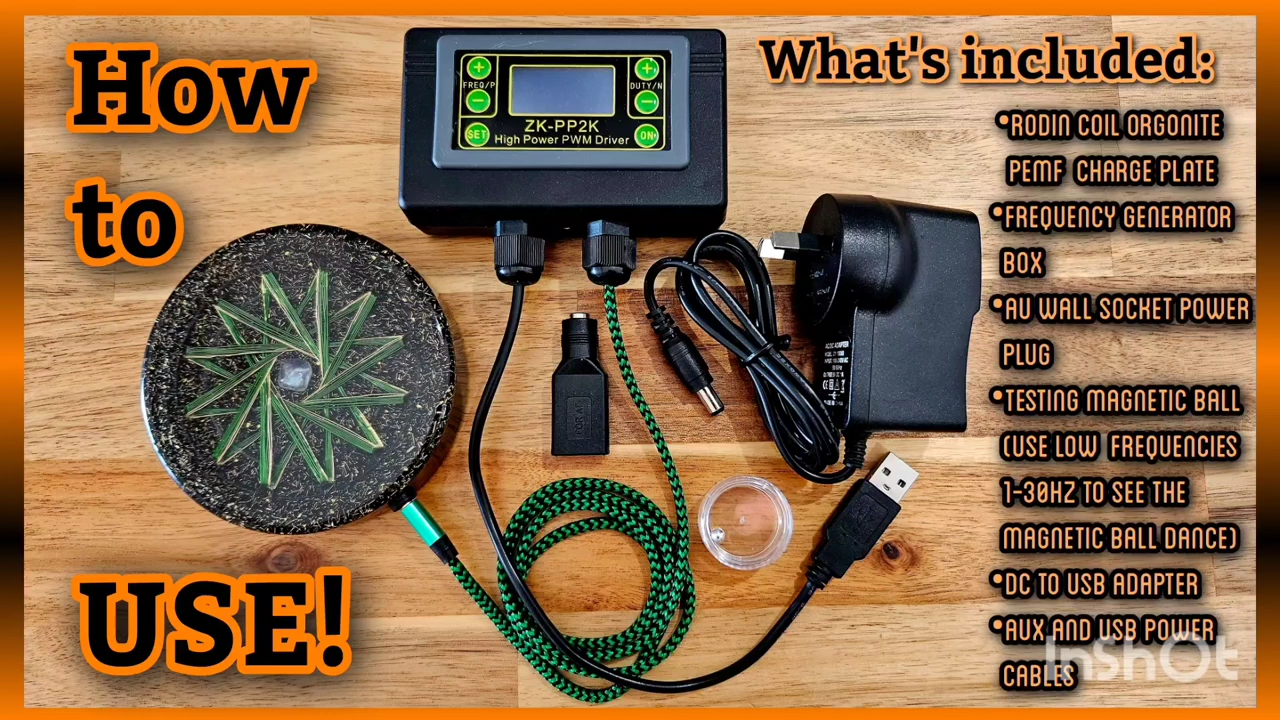 How
to
USE!
FREQ/P
DUTY/N
SET
ON
ZK-PP2K
High Power PWM Driver
What's included:
•RODIN COIL ORGONITE
PEMF CHARGE PLATE
•FREQUENCY GENERATOR
BOX
•AU WALL SOCKET POWER
PLUG
•TESTING MAGNETIC BALL
(USE LOW FREQUENCIES
1-30HZ TO SEE THE
MAGNETIC BALL DANCE)
•DC TO USB ADAPTER
•AUX AND USB POWER
CABLES
InShOt